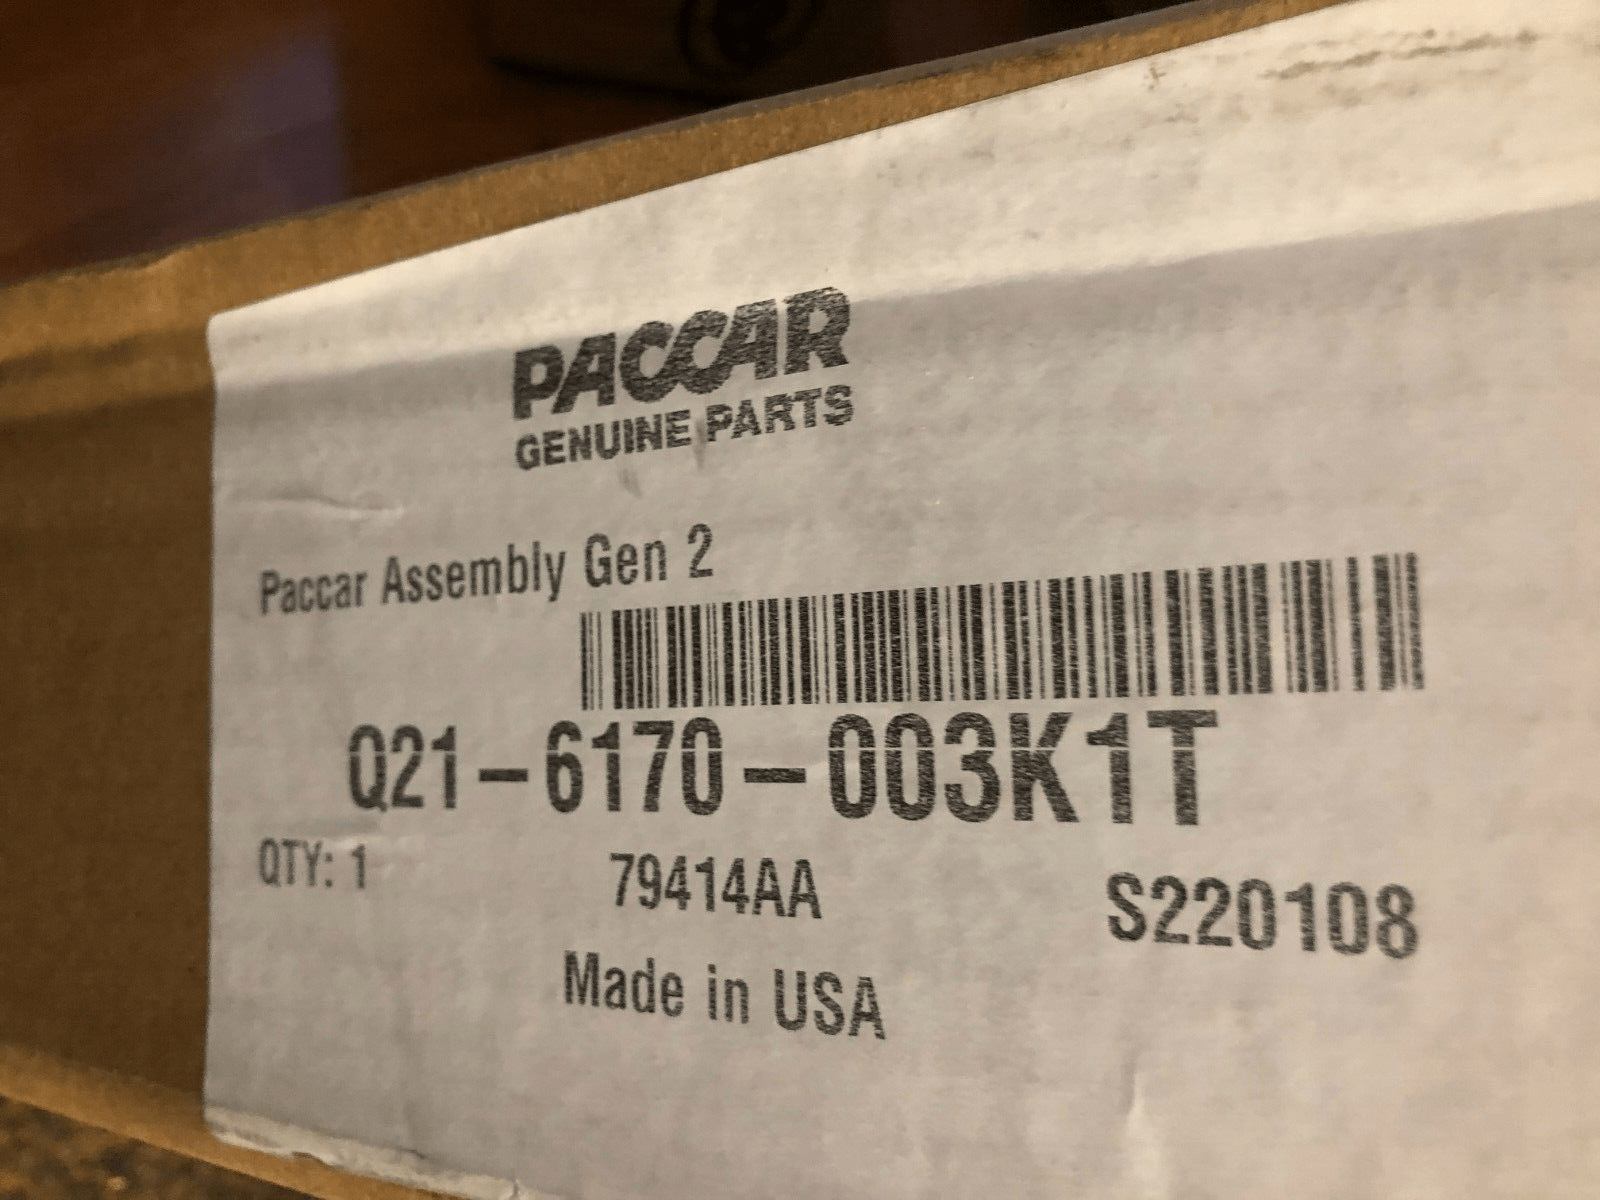 PACCAR
GENUINE PARTS
Paccar Assembly Gen 2
Q21-6170-003K1T
QTY: 1 79414AA S220108
Made in USA